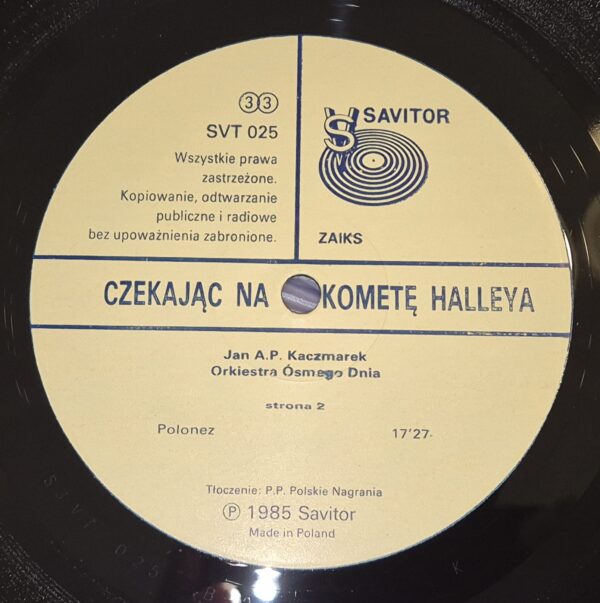 33
SVT 025
Wszystkie prawa
zastrzeżone.
Kopiowanie, odtwarzanie
publiczne i radiowe
bez upoważnienia zabronione.
SAVITOR
ZAIKS
CZEKAJĄC NA KOMETĘ HALLEYA
Jan A.P. Kaczmarek
Orkiestra Ósmego Dnia
strona 2
Polonez 17'27
Tłoczenie: P.P. Polskie Nagrania
Ⓟ 1985 Savitor
Made in Poland